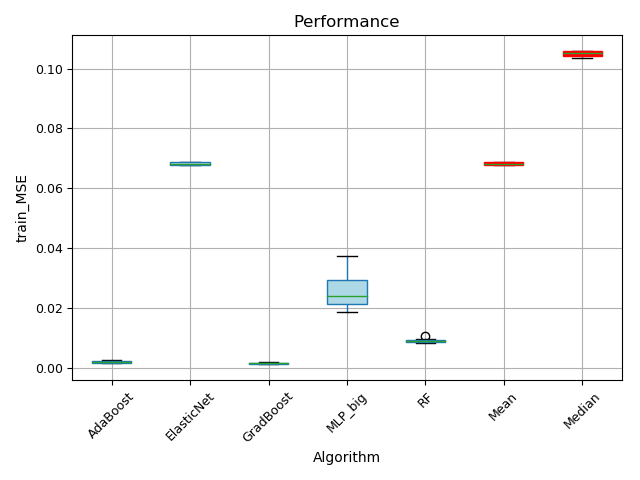 Performance
train_MSE
0.10
0.08
0.06
0.04
0.02
0.00
AdaBoost
ElasticNet
GradBoost
MLP_big
RF
Mean
Median
Algorithm